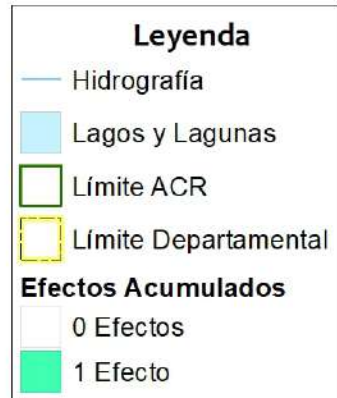 Leyenda
Hidrografía
Lagos y Lagunas
Límite ACR
Límite Departamental
Efectos Acumulados
0 Efectos
1 Efecto